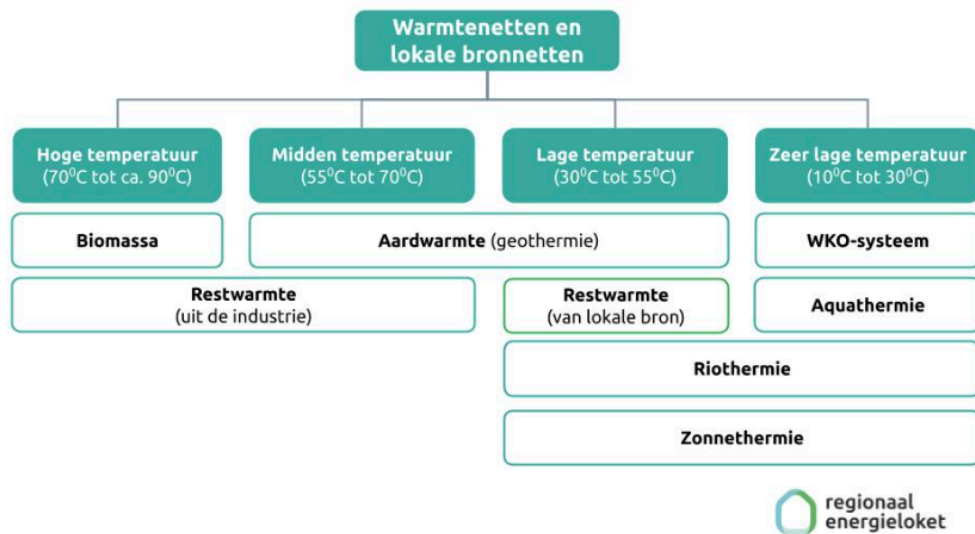 Warmtenetten en
lokale bronnetten
Hoge temperatuur
(70⁰C tot ca. 90⁰C)
Midden temperatuur
(55⁰C tot 70⁰C)
Lage temperatuur
(30⁰C tot 55⁰C)
Zeer lage temperatuur
(10⁰C tot 30⁰C)
Biomassa
Aardwarmte (geothermie)
WKO-systeem
Restwarmte
(uit de industrie)
Restwarmte
(van lokale bron)
Aquathermie
Riothermie
Zonnethermie
regionaal
energieloket